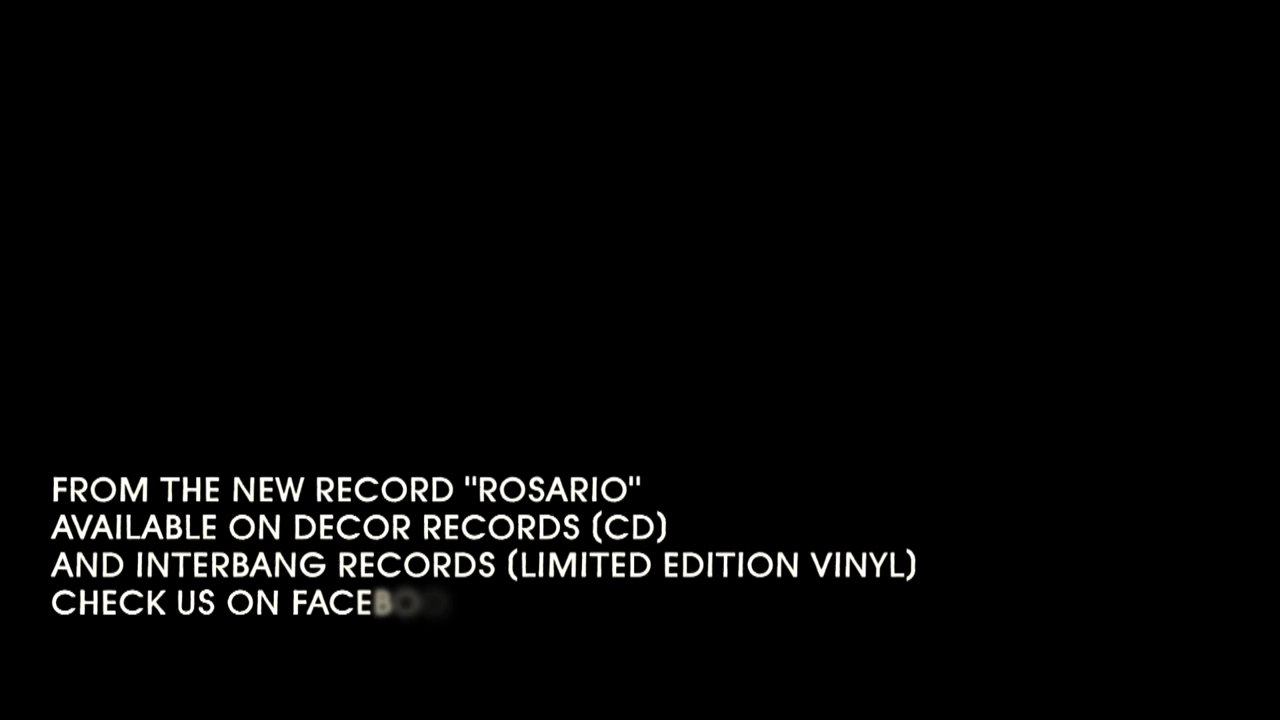 FROM THE NEW RECORD "ROSARIO"
AVAILABLE ON DECOR RECORDS (CD)
AND INTERBANG RECORDS (LIMITED EDITION VINYL)
CHECK US ON FACEBOO